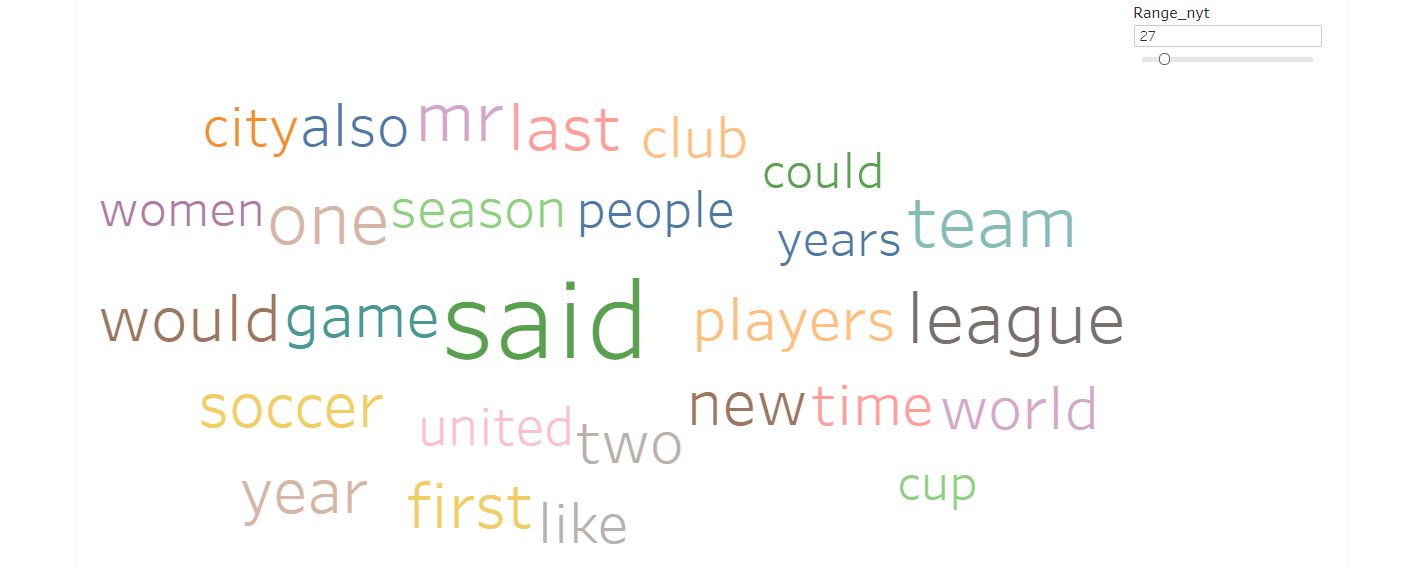 Range_nyt
27
city also mr last club
could
women one season people
years team
would game said players league
soccer united two new time world
year first like cup